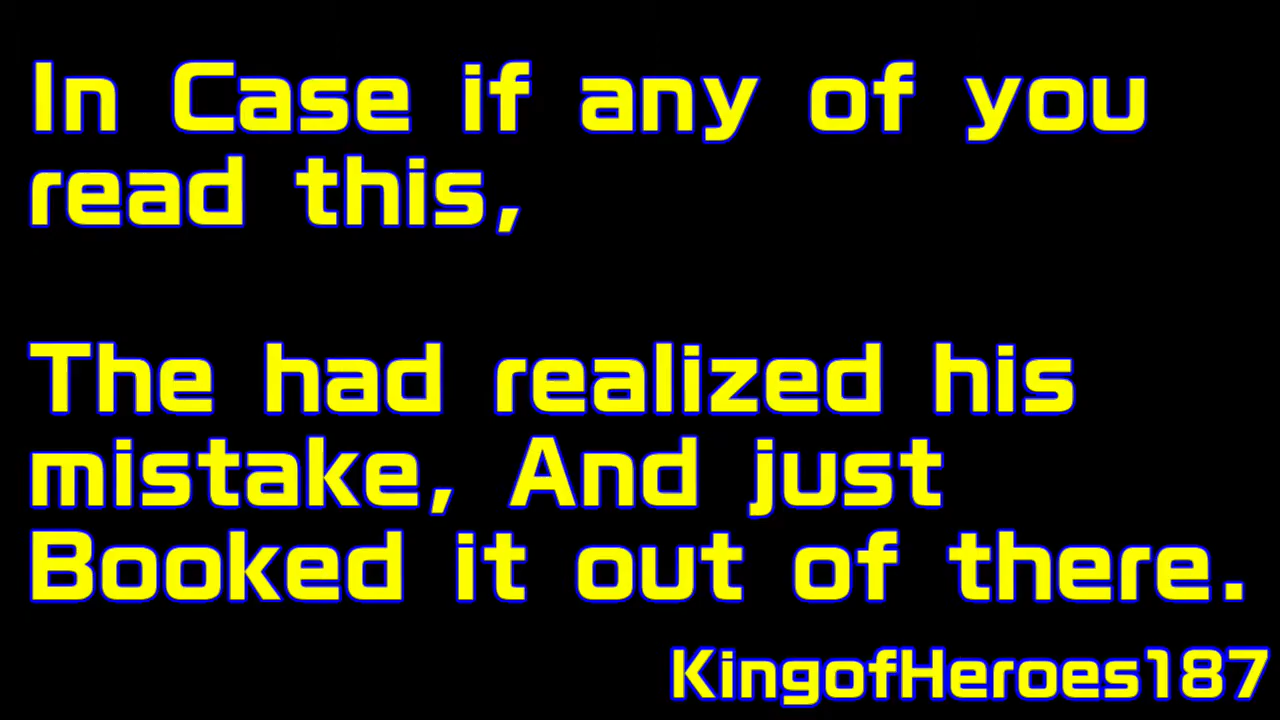 In Case if any of you
read this,
The had realized his
mistake, And just
Booked it out of there.
KingofHeroes187